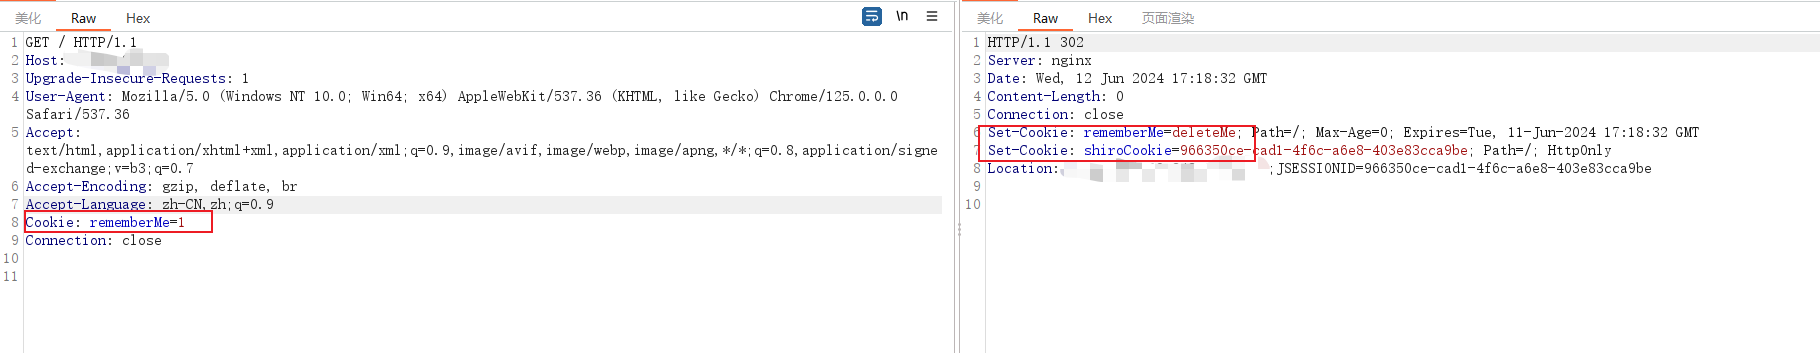 美化 Raw Hex \n
1 GET / HTTP/1.1
2 Host:
3 Upgrade-Insecure-Requests: 1
4 User-Agent: Mozilla/5.0 (Windows NT 10.0; Win64; x64) AppleWebKit/537.36 (KHTML, like Gecko) Chrome/125.0.0.0
Safari/537.36
5 Accept:
text/html,application/xhtml+xml,application/xml;q=0.9,image/avif,image/webp,image/apng,*/*;q=0.8,application/signe
d-exchange;v=b3;q=0.7
6 Accept-Encoding: gzip, deflate, br
7 Accept-Language: zh-CN,zh;q=0.9
8 Cookie: rememberMe=1
9 Connection: close
10
11
美化 Raw Hex 页面渲染
1 HTTP/1.1 302
2 Server: nginx
3 Date: Wed, 12 Jun 2024 17:18:32 GMT
4 Content-Length: 0
5 Connection: close
6 Set-Cookie: rememberMe=deleteMe; Path=/; Max-Age=0; Expires=Tue, 11-Jun-2024 17:18:32 GMT
7 Set-Cookie: shiroCookie=966350ce-cad1-4f6c-a6e8-403e83cca9be; Path=/; HttpOnly
8 Location: ;JSESSIONID=966350ce-cad1-4f6c-a6e8-403e83cca9be
9
10